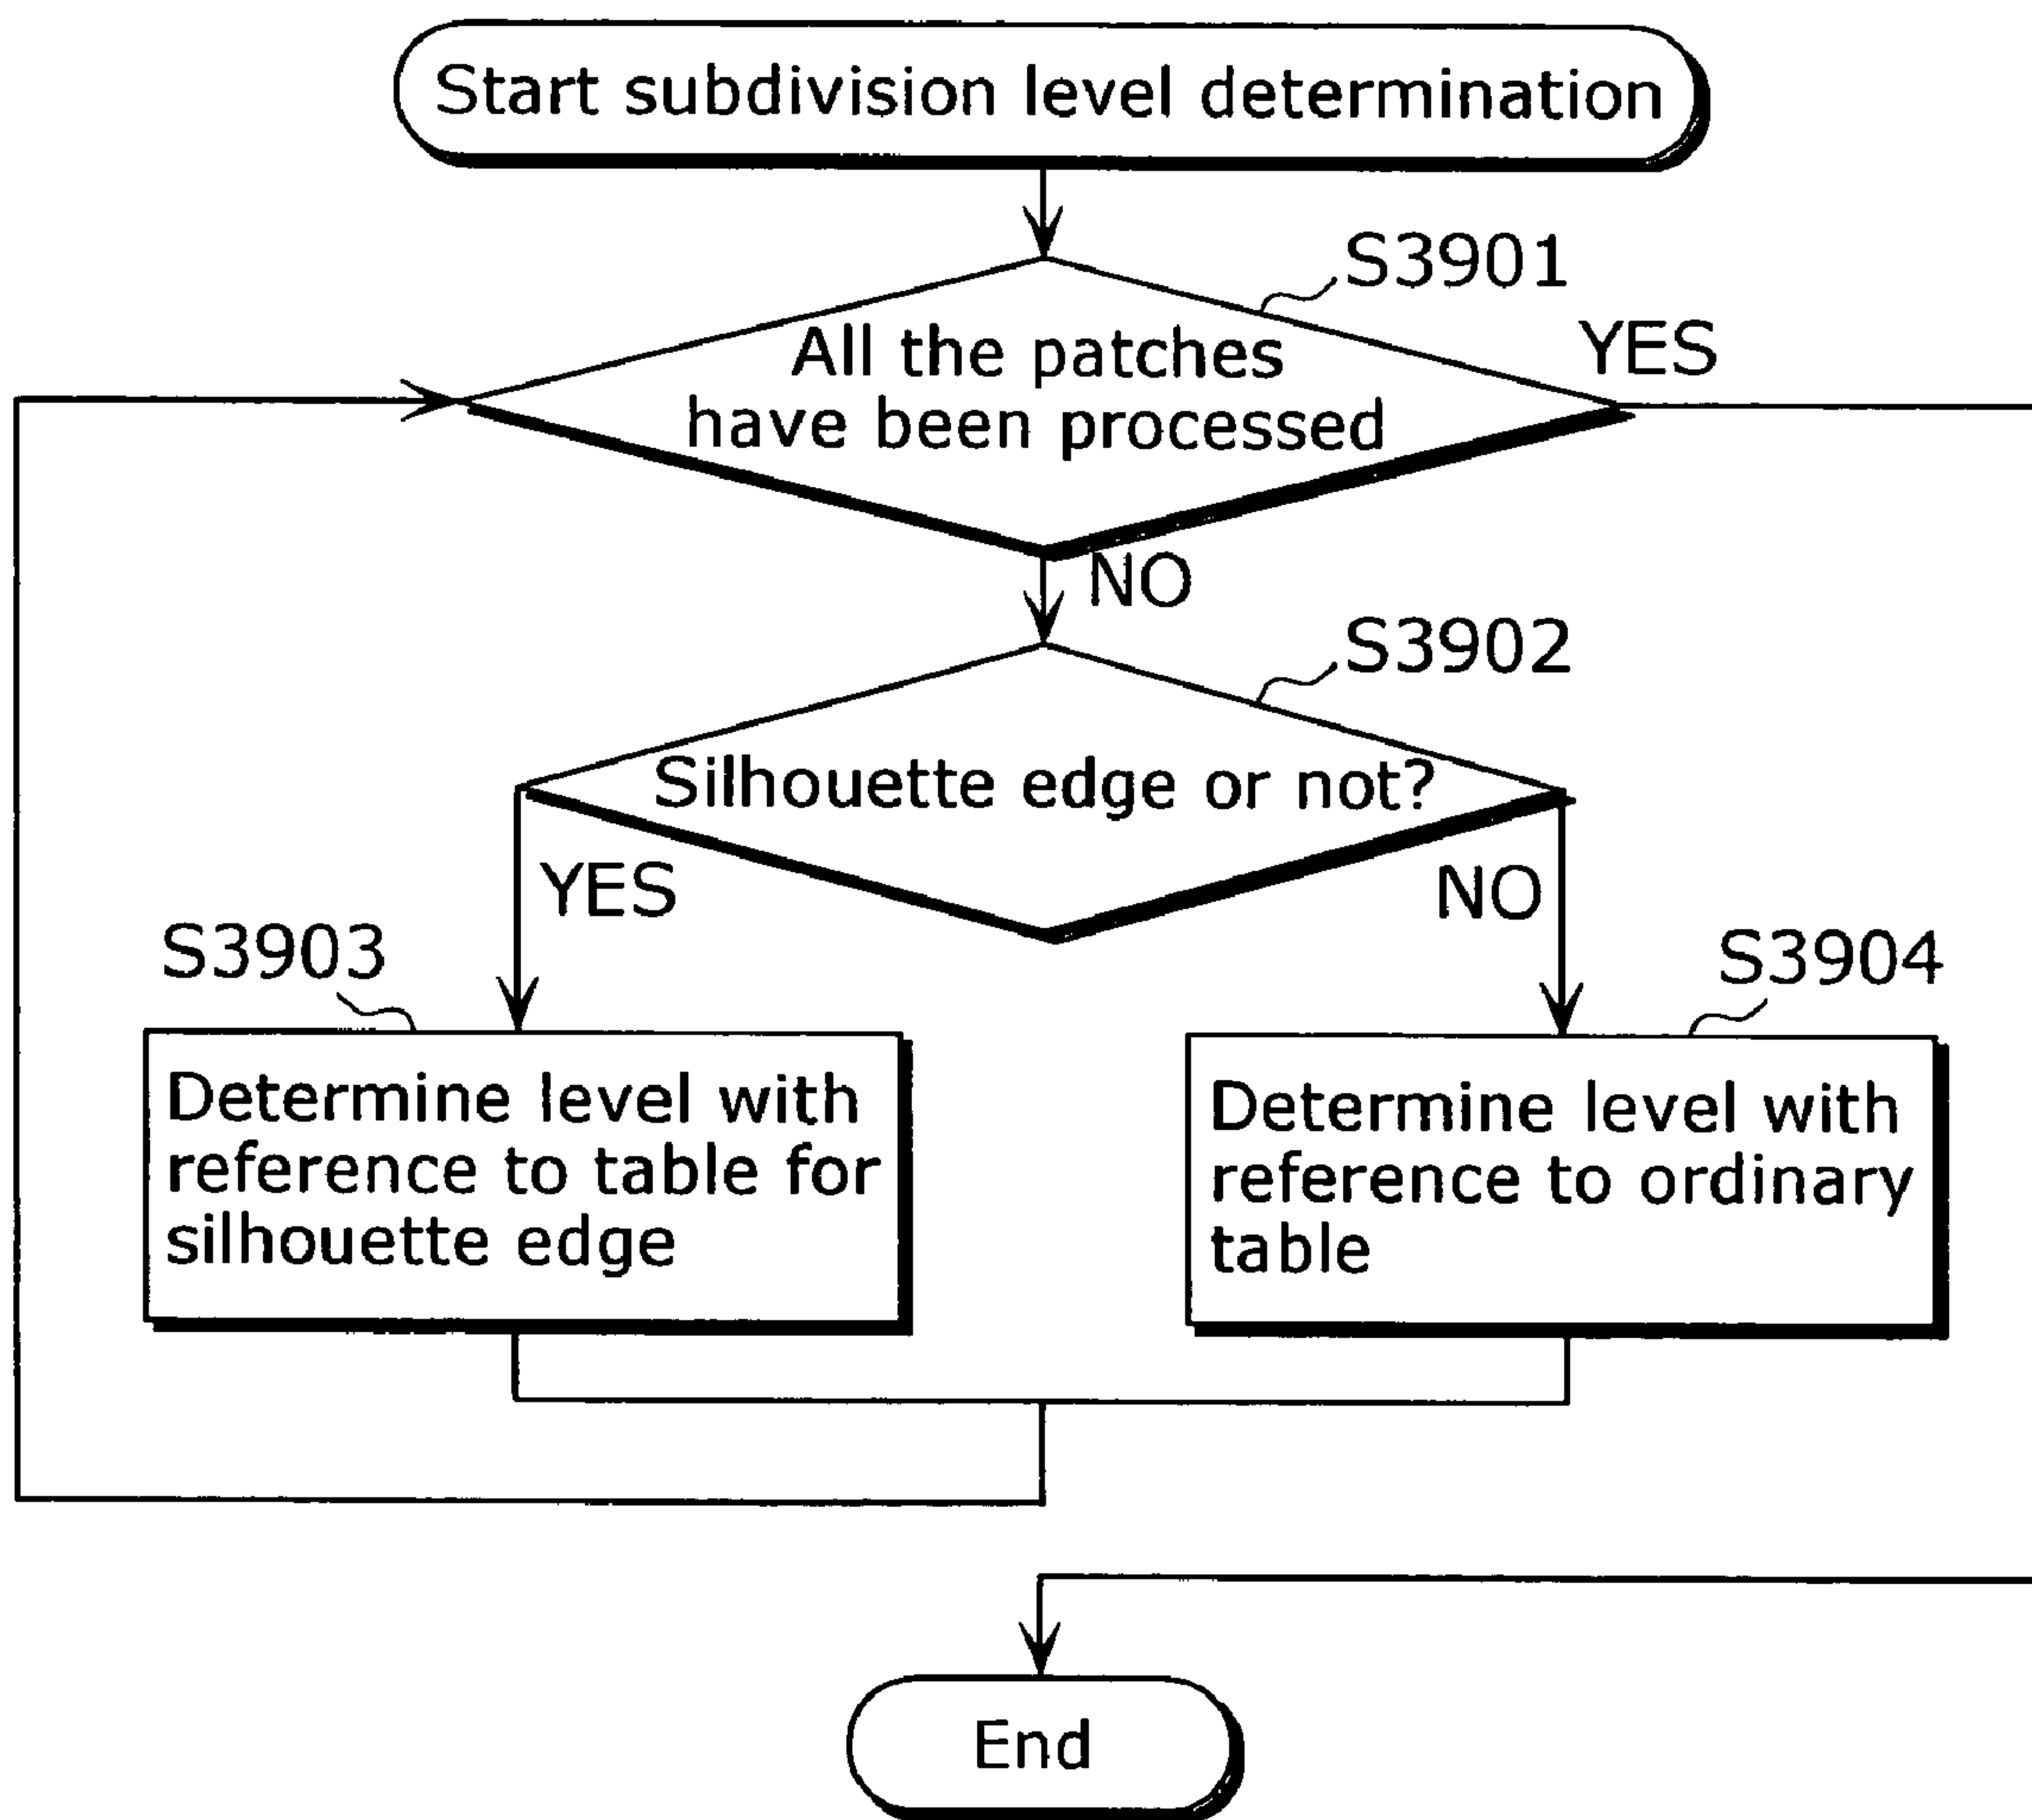 Start subdivision level determination
S3901
All the patches
have been processed
YES
NO
S3902
Silhouette edge or not?
YES
NO
S3903
S3904
Determine level with
reference to table for
silhouette edge
Determine level with
reference to ordinary
table
End